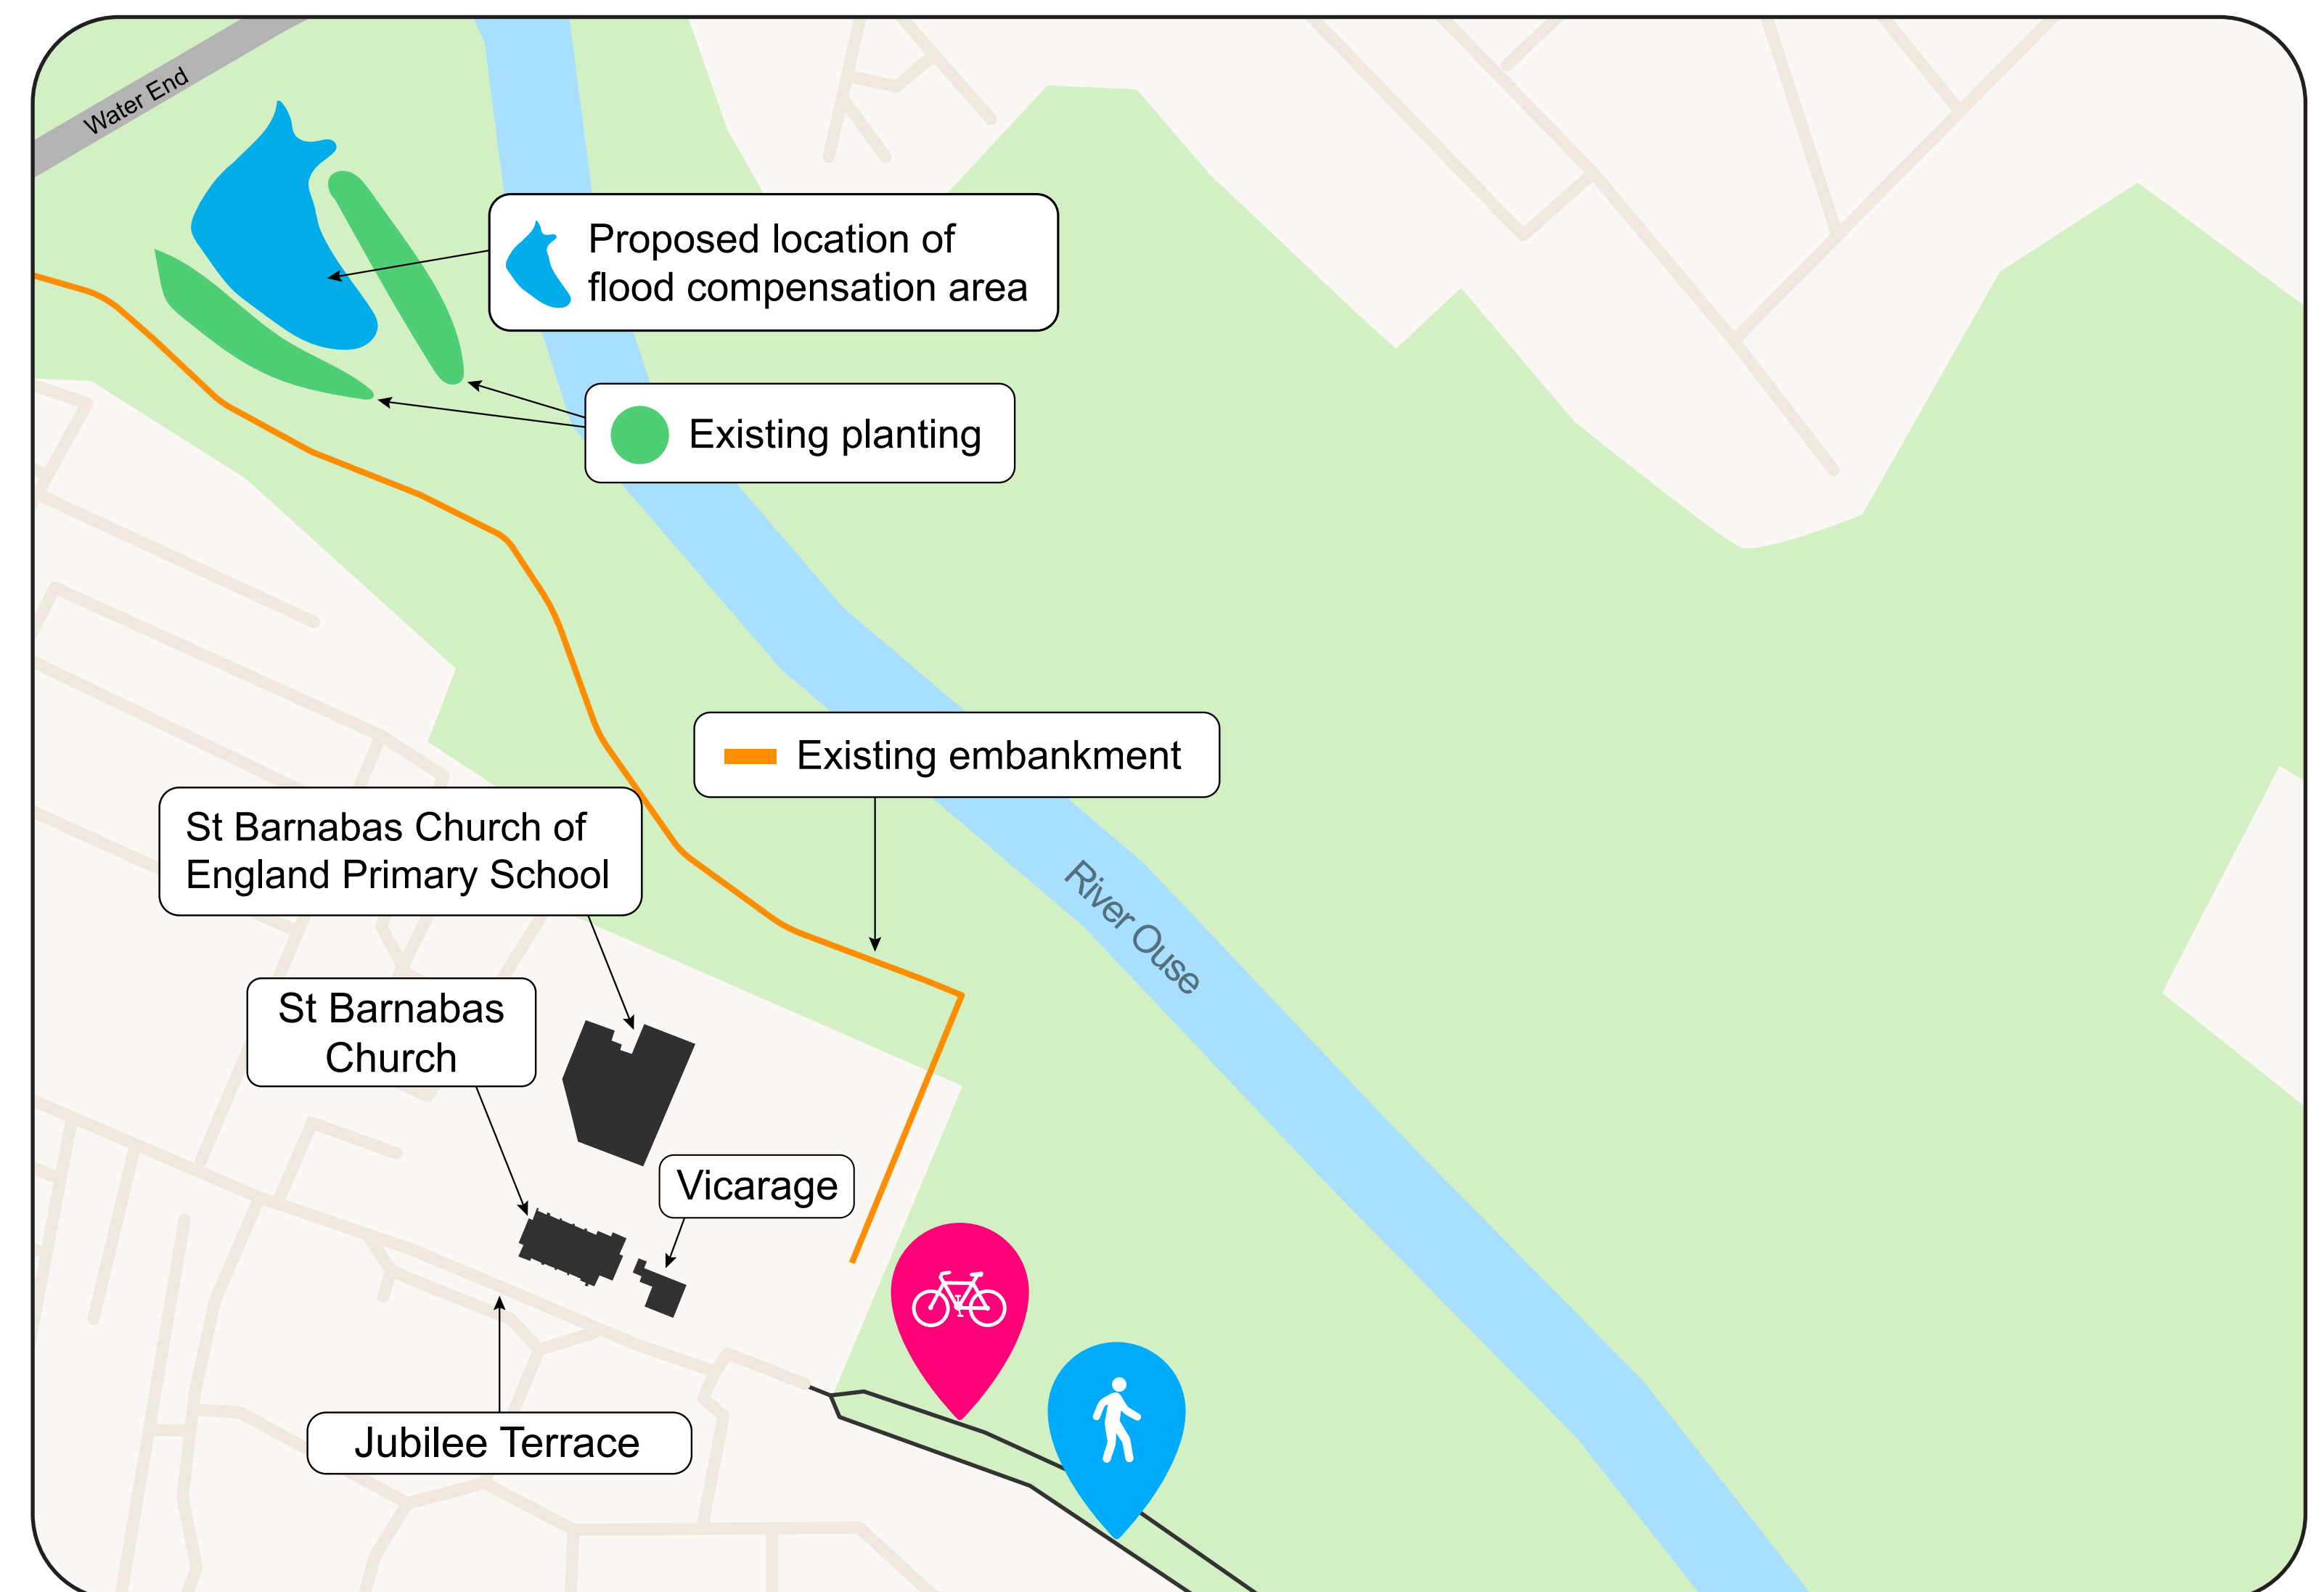 Water End
Proposed location of
flood compensation area
Existing planting
Existing embankment
St Barnabas Church of
England Primary School
River Ouse
St Barnabas
Church
Vicarage
Jubilee Terrace